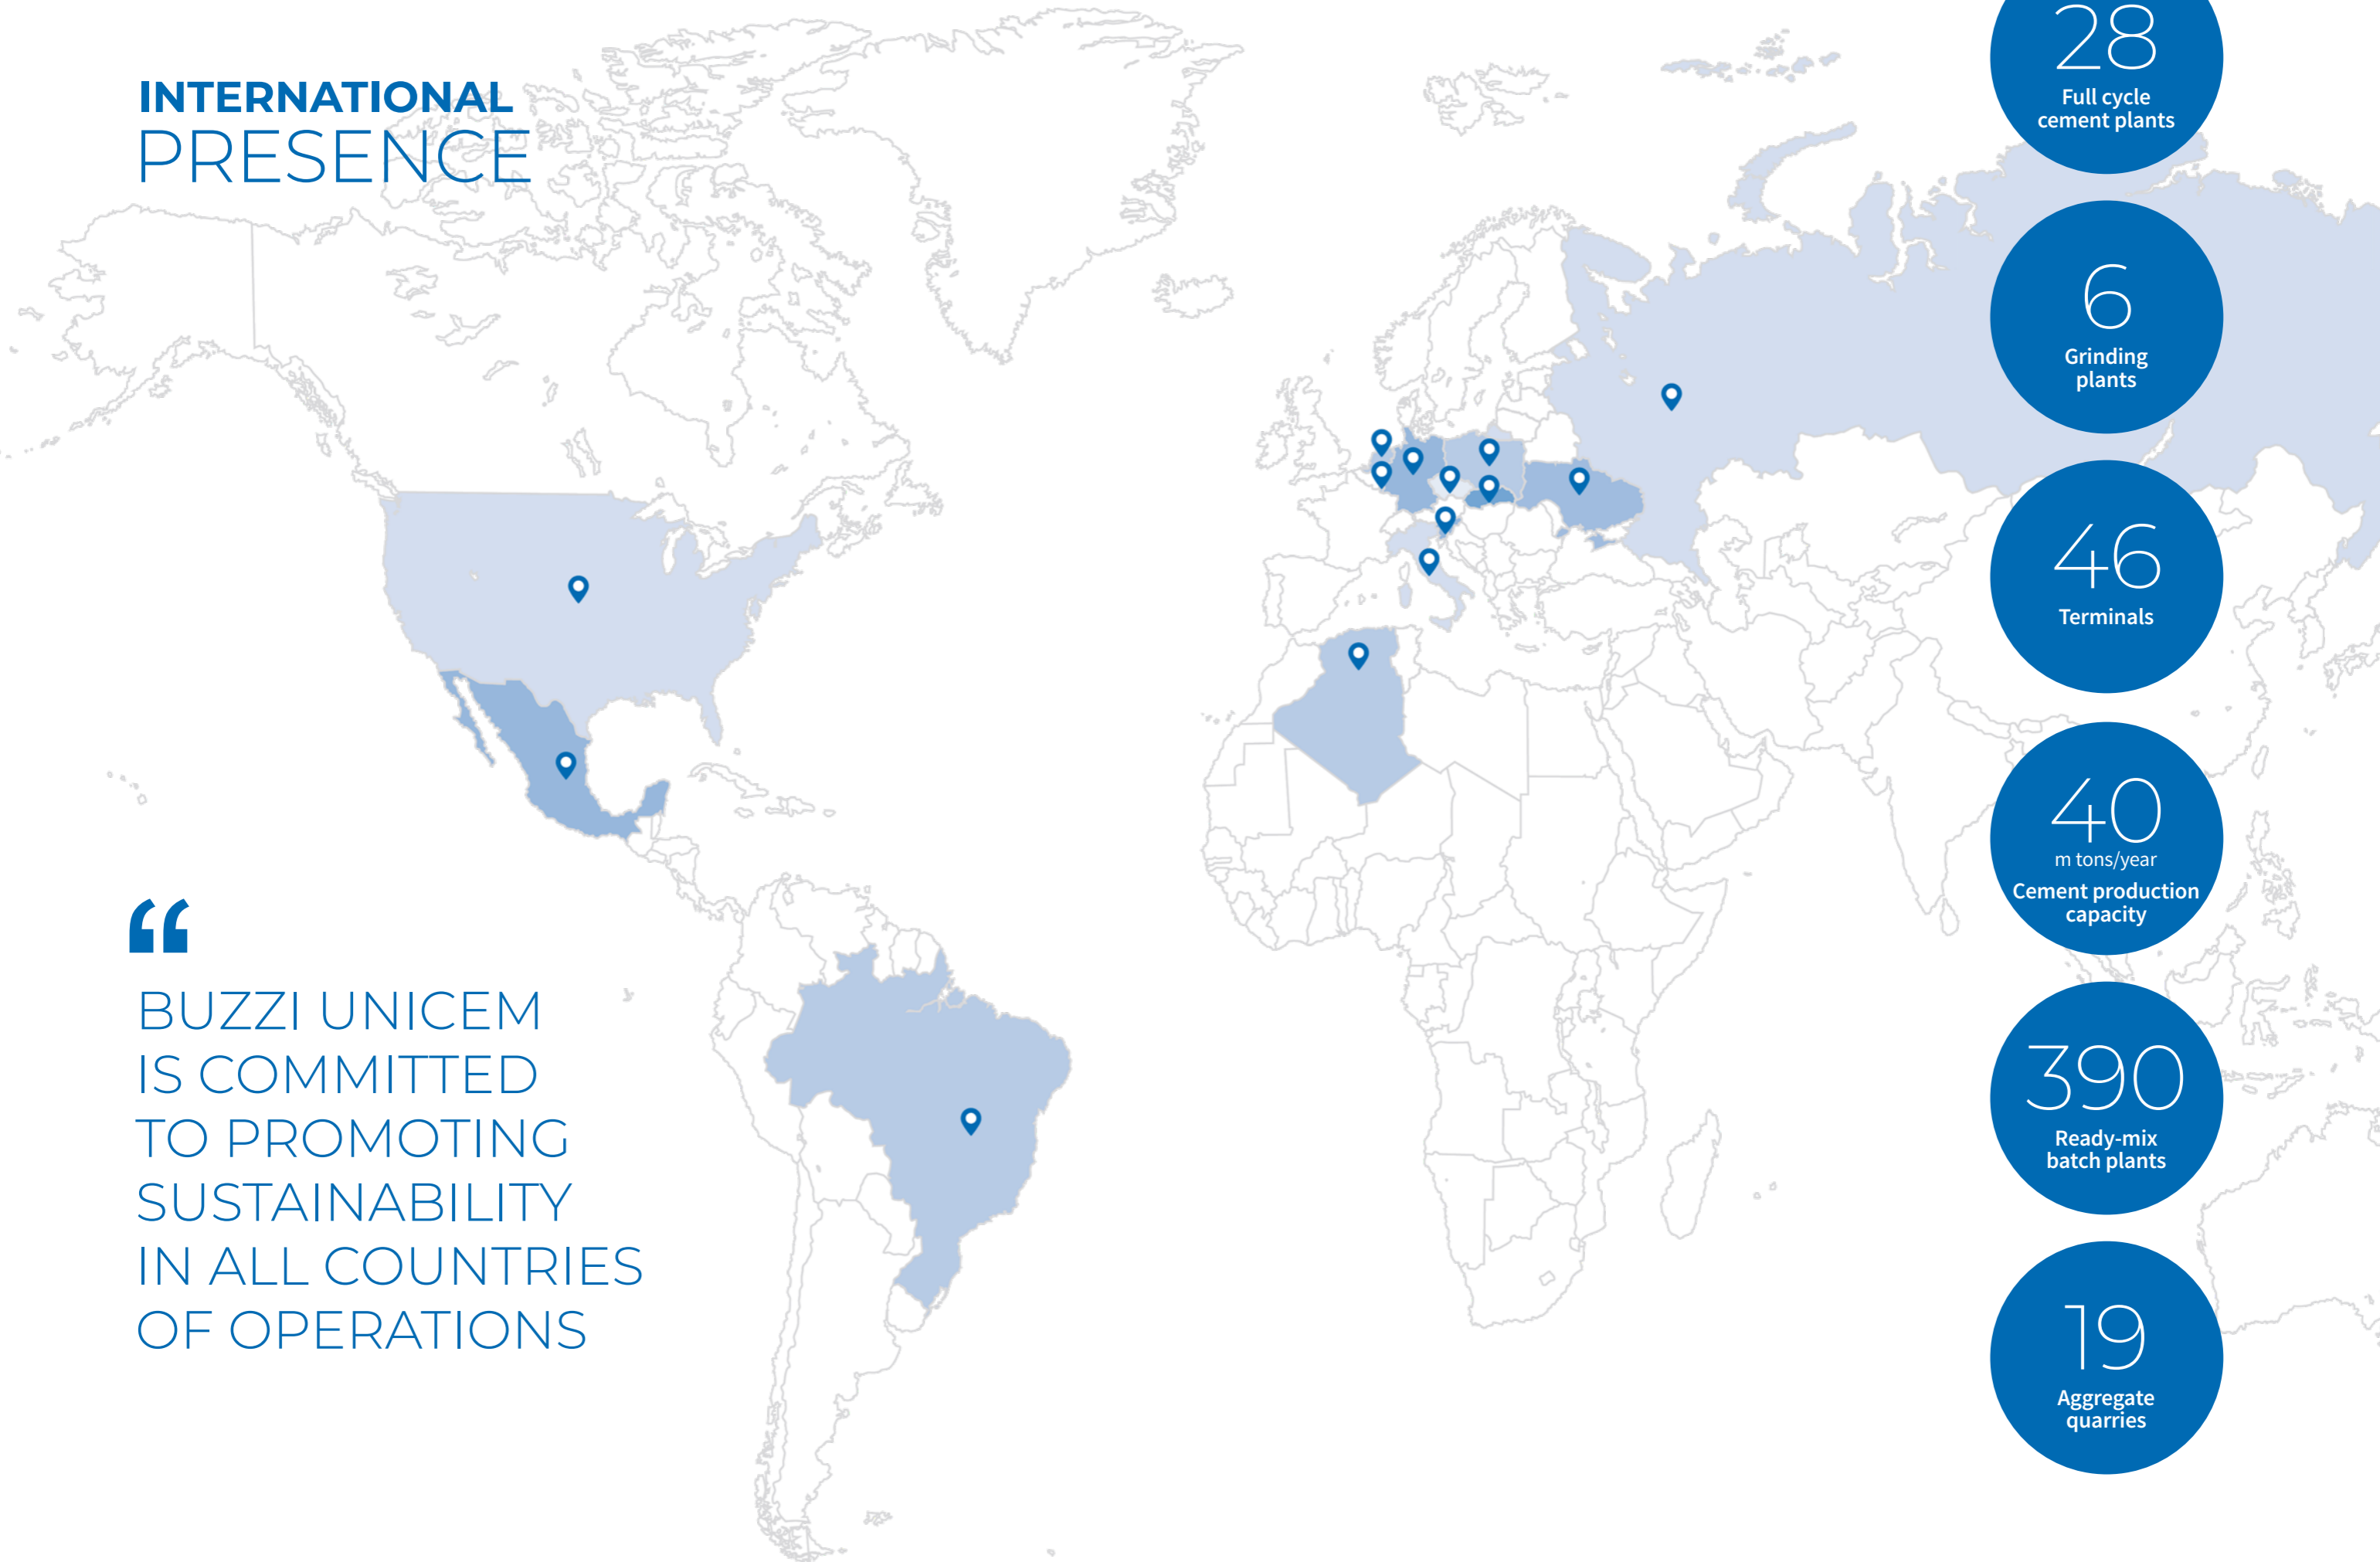 INTERNATIONAL
PRESENCE
“
BUZZI UNICEM
IS COMMITTED
TO PROMOTING
SUSTAINABILITY
IN ALL COUNTRIES
OF OPERATIONS
28
Full cycle
cement plants
6
Grinding
plants
46
Terminals
40
m tons/year
Cement production
capacity
390
Ready-mix
batch plants
19
Aggregate
quarries